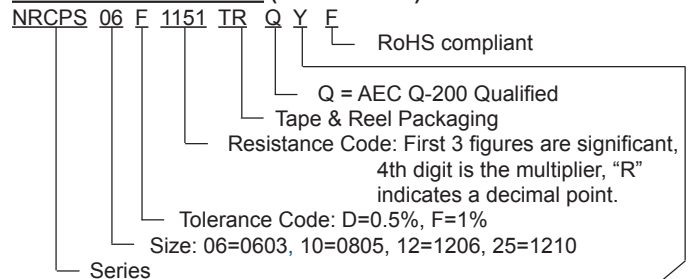 NRCPS 06 F 1151 TR Q Y F
RoHS compliant
Q = AEC Q-200 Qualified
Tape & Reel Packaging
Resistance Code: First 3 figures are significant,
4th digit is the multiplier, “R”
indicates a decimal point.
Tolerance Code: D=0.5%, F=1%
Size: 06=0603, 10=0805, 12=1206, 25=1210
Series